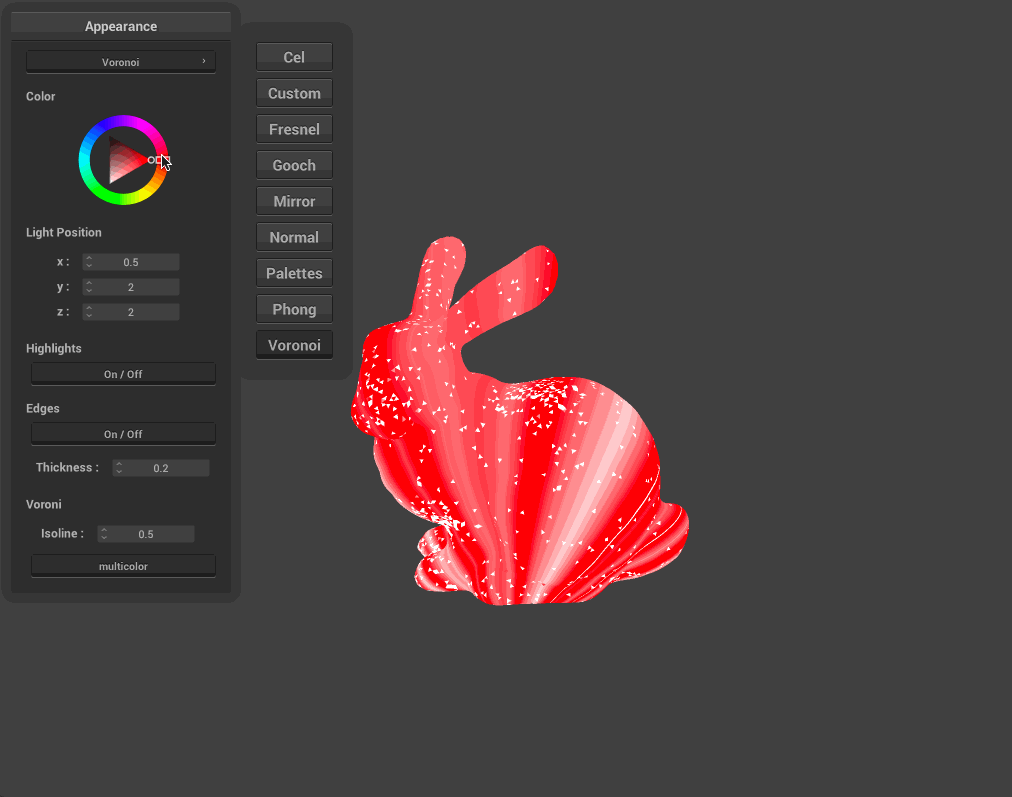 Appearance
Voronoi ›
Color
Light Position
x : 0.5
y : 2
z : 2
Highlights
On / Off
Edges
On / Off
Thickness : 0.2
Voroni
Isoline : 0.5
multicolor
Cel
Custom
Fresnel
Gooch
Mirror
Normal
Palettes
Phong
Voronoi